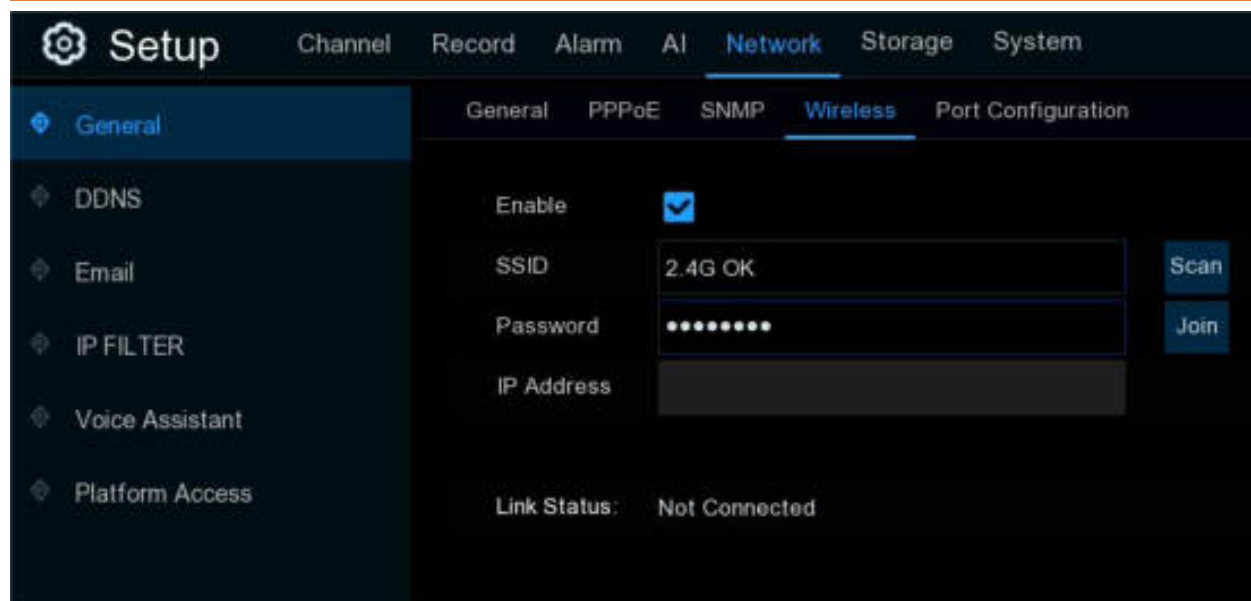 Setup Channel Record Alarm AI Network Storage System
General PPPoE SNMP Wireless Port Configuration
General
DDNS
Email
IP FILTER
Voice Assistant
Platform Access
Enable
SSID 2.4G OK Scan
Password •••••••• Join
IP Address
Link Status: Not Connected